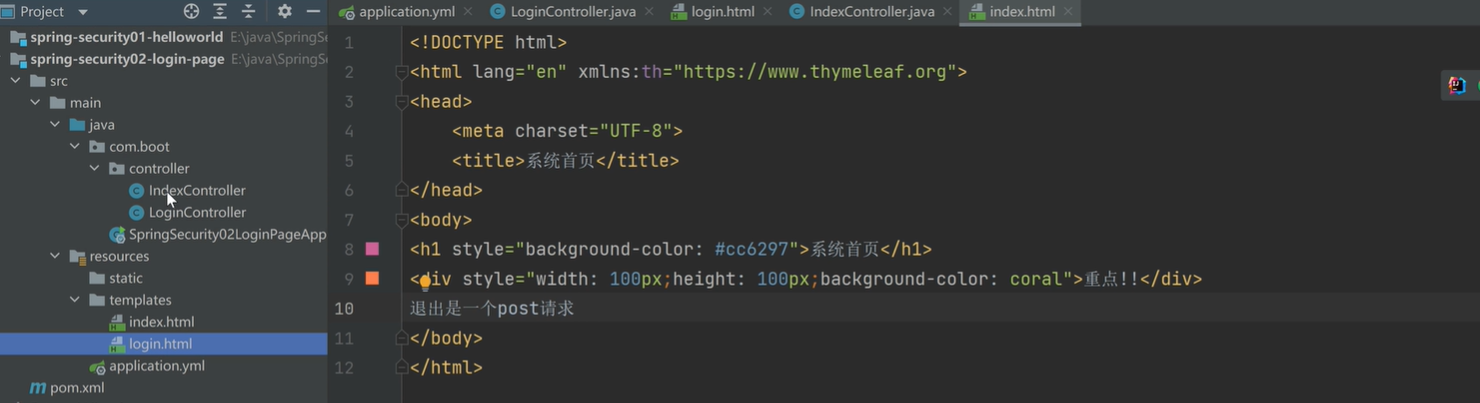 Project
application.yml
LoginController.java
login.html
IndexController.java
index.html
spring-security01-helloworld E:\java\SpringSe
spring-security02-login-page E:\java\SpringSe
src
main
java
com.boot
controller
IndexController
LoginController
SpringSecurity02LoginPageApp
resources
static
templates
index.html
login.html
application.yml
pom.xml
1 <!DOCTYPE html>
2 <html lang="en" xmlns:th="https://www.thymeleaf.org">
3 <head>
4 <meta charset="UTF-8">
5 <title>系统首页</title>
6 </head>
7 <body>
8 <h1 style="background-color: #cc6297">系统首页</h1>
9 <div style="width: 100px;height: 100px;background-color: coral">重点!!</div>
10 退出是一个post请求
11 </body>
12 </html>